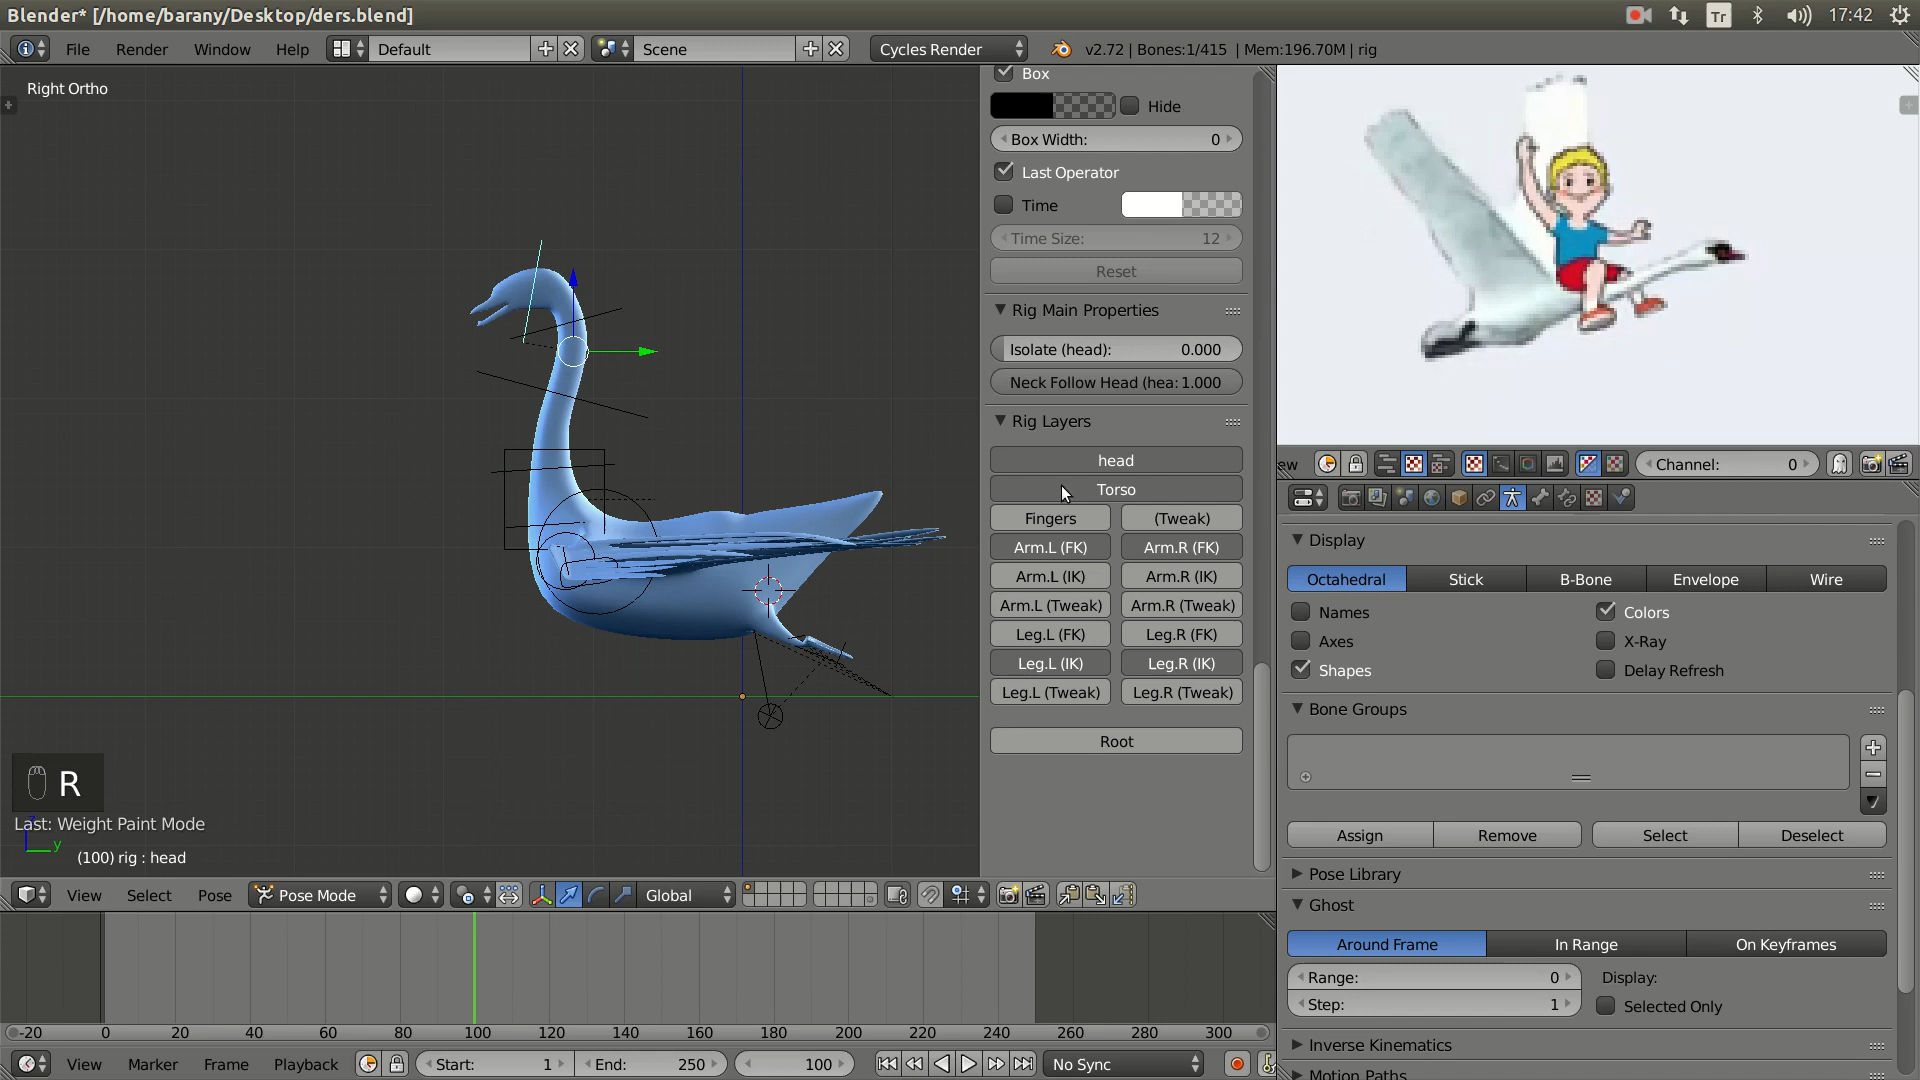 Blender* [/home/barany/Desktop/ders.blend]
Tr
17:42
File
Render
Window
Help
Default
Scene
Cycles Render
v2.72 | Bones:1/415 | Mem:196.70M | rig
Right Ortho
Box
Hide
Box Width: 0
Last Operator
Time
Time Size: 12
Reset
Rig Main Properties
Isolate (head): 0.000
Neck Follow Head (hea: 1.000
Rig Layers
head
Torso
Fingers
(Tweak)
Arm.L (FK)
Arm.R (FK)
Arm.L (IK)
Arm.R (IK)
Arm.L (Tweak)
Arm.R (Tweak)
Leg.L (FK)
Leg.R (FK)
Leg.L (IK)
Leg.R (IK)
Leg.L (Tweak)
Leg.R (Tweak)
Root
R
Last: Weight Paint Mode
y
(100) rig : head
View
Select
Pose
Pose Mode
Global
ew
Channel: 0
Display
Octahedral
Stick
B-Bone
Envelope
Wire
Names
Colors
Axes
X-Ray
Shapes
Delay Refresh
Bone Groups
Assign
Remove
Select
Deselect
Pose Library
Ghost
Around Frame
In Range
On Keyframes
Range: 0
Display:
Step: 1
Selected Only
Inverse Kinematics
Motion Paths
-20 0 20 40 60 80 100 120 140 160 180 200 220 240 260 280 300
View
Marker
Frame
Playback
Start: 1
End: 250
100
No Sync